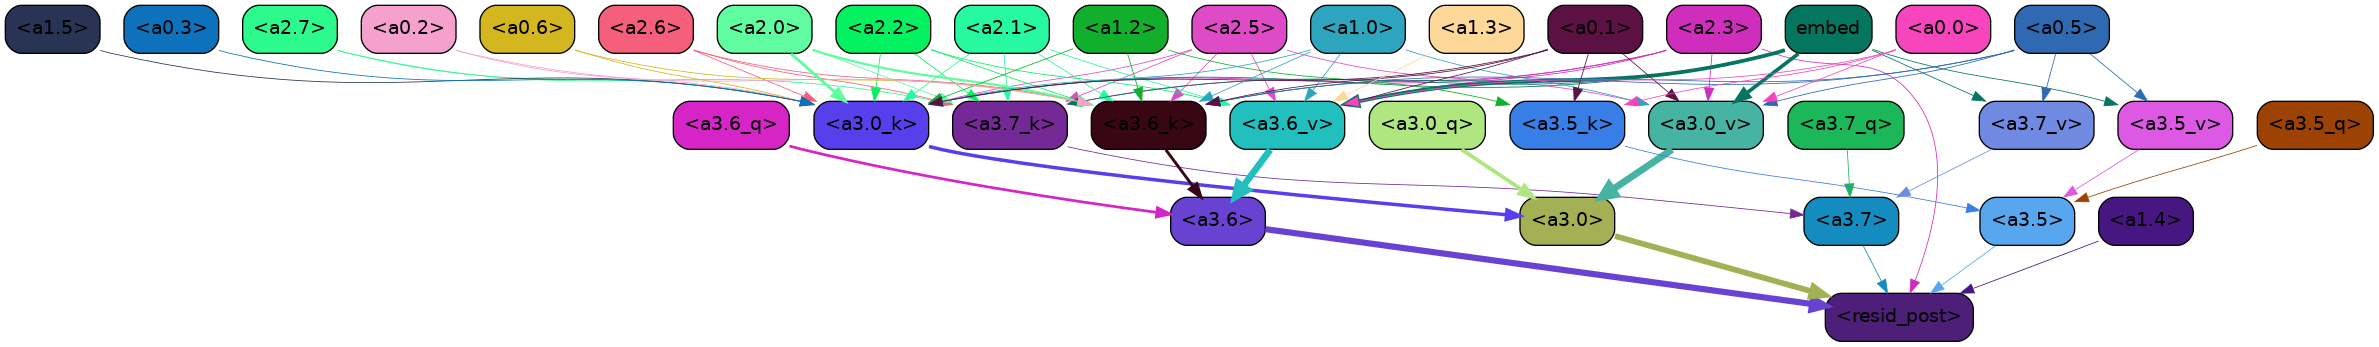 <a1.5> <a0.3> <a2.7> <a0.2> <a0.6> <a2.6> <a2.0> <a2.2> <a2.1> <a1.2> <a2.5> <a1.0> <a1.3> <a0.1> <a2.3> embed <a0.0> <a0.5>
<a3.6_q> <a3.0_k> <a3.7_k> <a3.6_k> <a3.6_v> <a3.0_q> <a3.5_k> <a3.0_v> <a3.7_q> <a3.7_v> <a3.5_v> <a3.5_q>
<a3.6> <a3.0> <a3.7> <a3.5> <a1.4>
<resid_post>